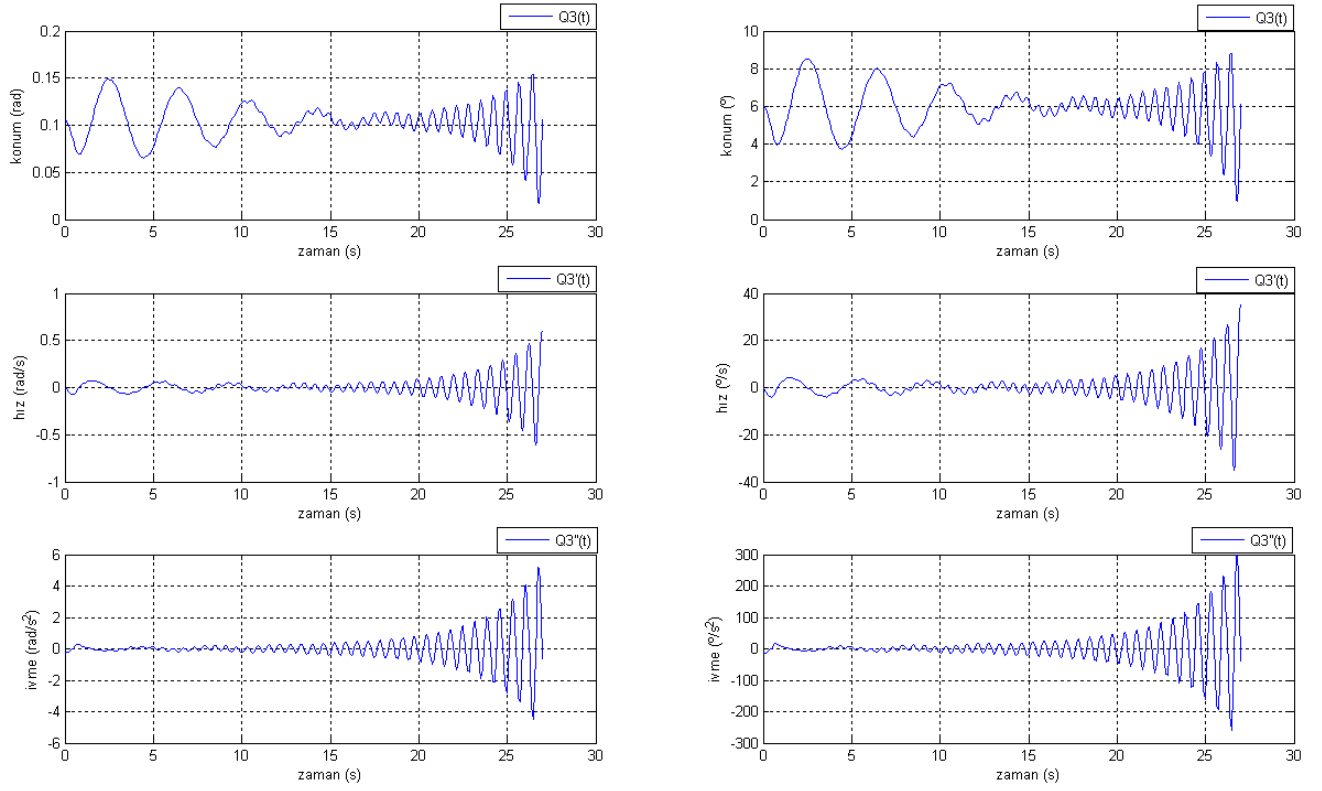 Q3(t)
0.2
0.15
0.1
0.05
0
konum (rad)
0 5 10 15 20 25 30
zaman (s)
Q3(t)
10
8
6
4
2
0
konum (º)
0 5 10 15 20 25 30
zaman (s)
Q3'(t)
1
0.5
0
-0.5
-1
hız (rad/s)
0 5 10 15 20 25 30
zaman (s)
Q3'(t)
40
20
0
-20
-40
hız (º/s)
0 5 10 15 20 25 30
zaman (s)
Q3''(t)
6
4
2
0
-2
-4
-6
ivme (rad/s²)
0 5 10 15 20 25 30
zaman (s)
Q3''(t)
300
200
100
0
-100
-200
-300
ivme (º/s²)
0 5 10 15 20 25 30
zaman (s)